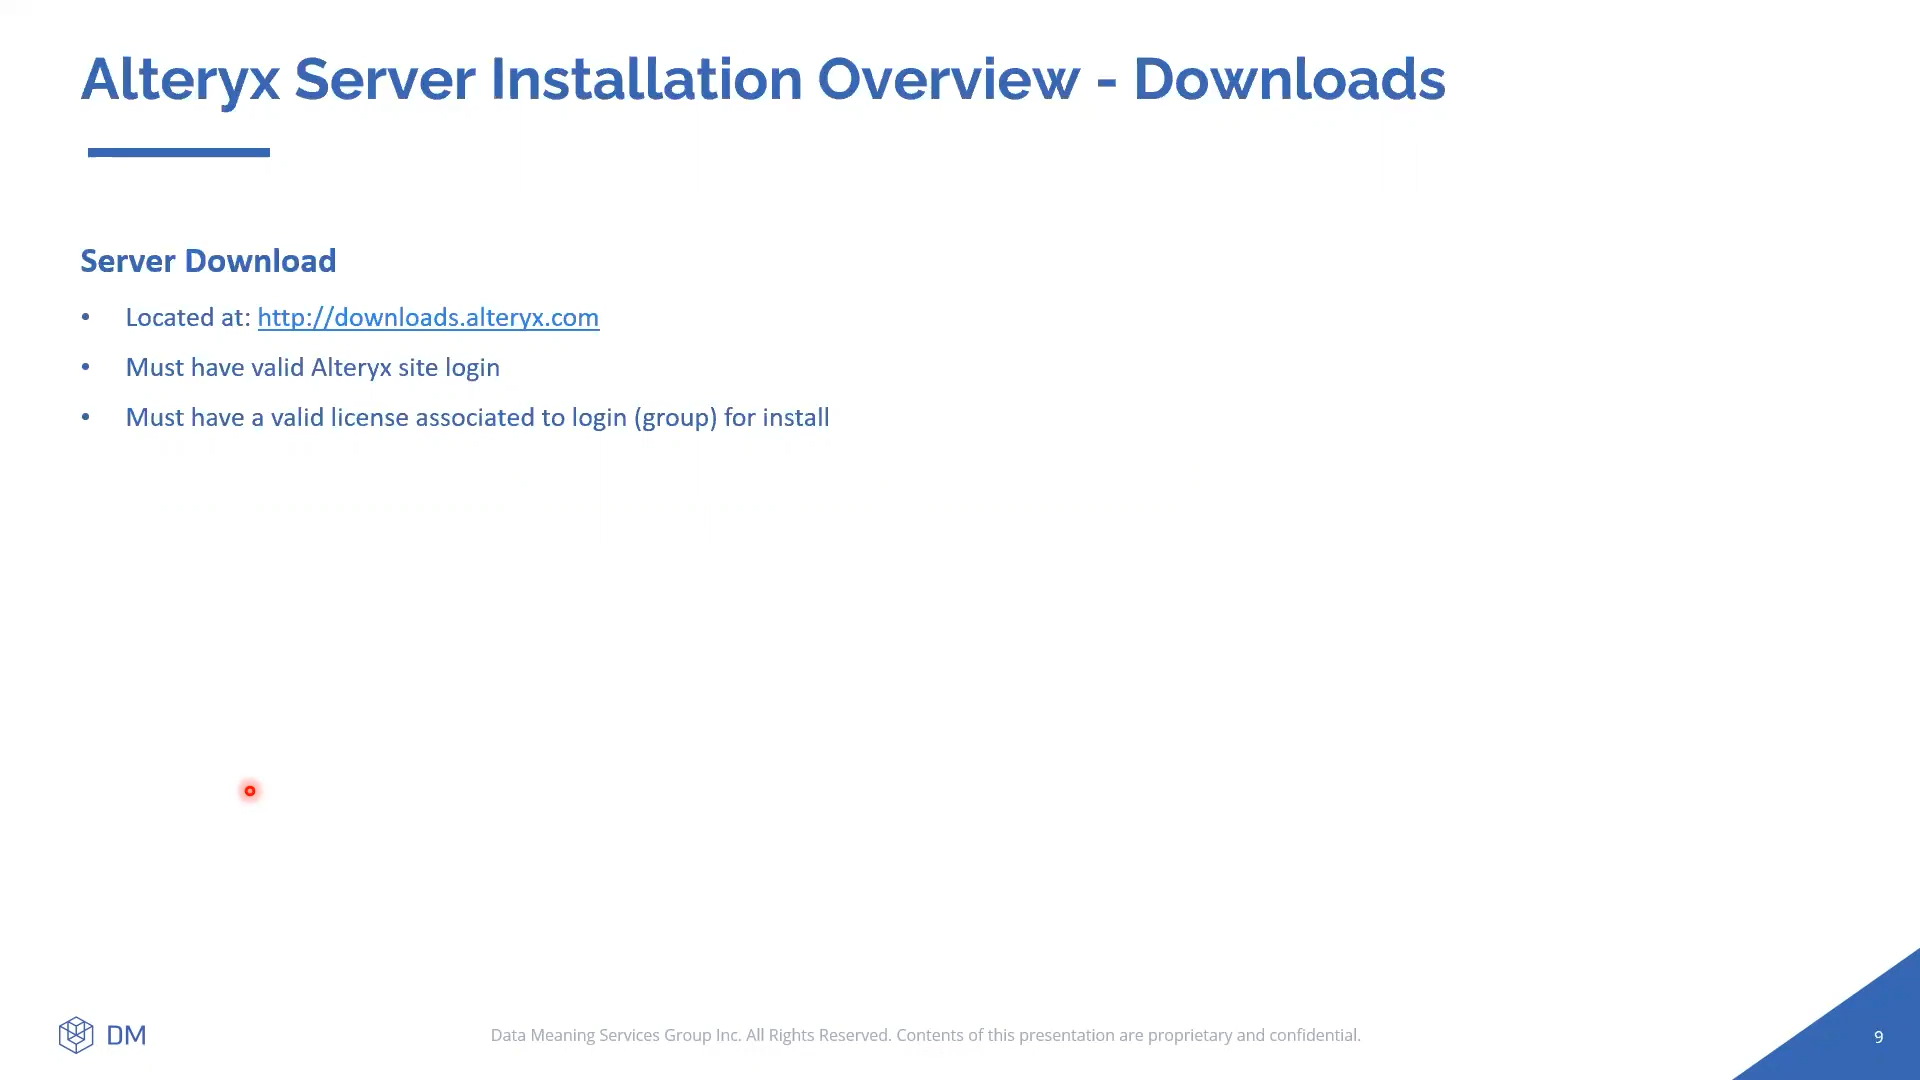 Alteryx Server Installation Overview - Downloads
Server Download
• Located at: http://downloads.alteryx.com
• Must have valid Alteryx site login
• Must have a valid license associated to login (group) for install
DM
Data Meaning Services Group Inc. All Rights Reserved. Contents of this presentation are proprietary and confidential.
9